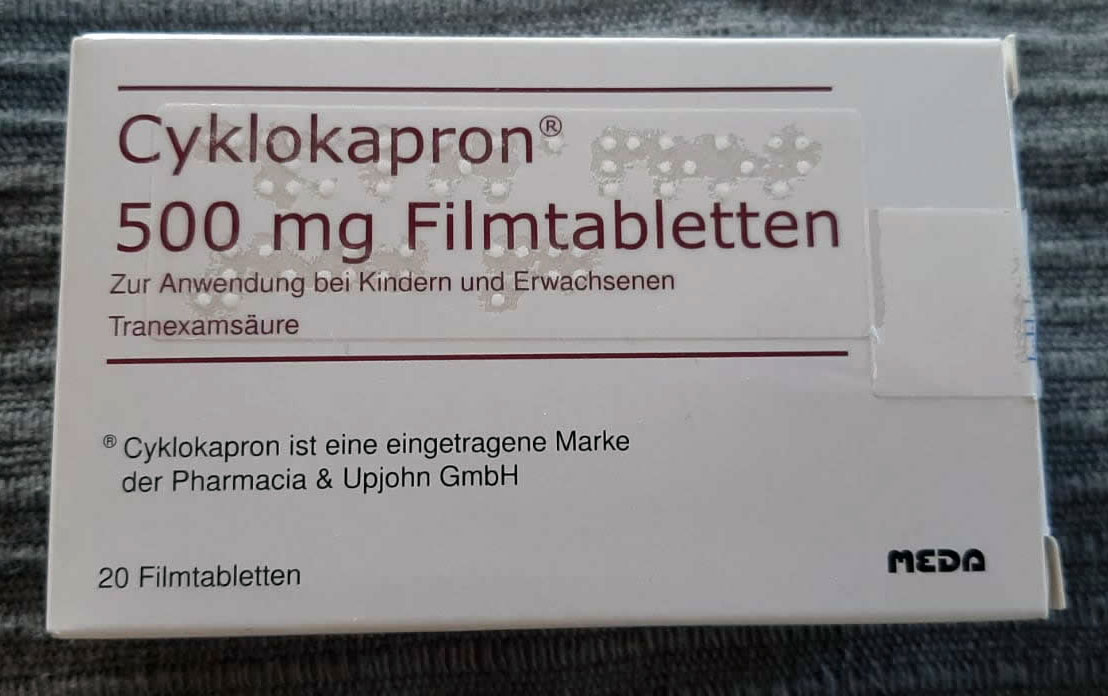 Cyklokapron®
500 mg Filmtabletten
Zur Anwendung bei Kindern und Erwachsenen
Tranexamsäure
® Cyklokapron ist eine eingetragene Marke
der Pharmacia & Upjohn GmbH
20 Filmtabletten
MEDA